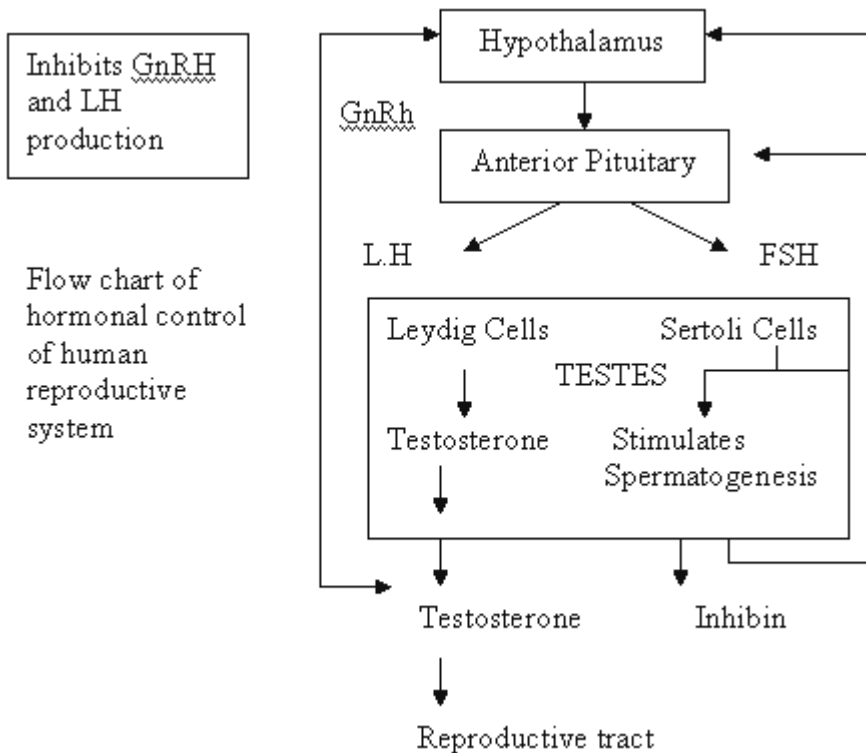 Hypothalamus
Inhibits GnRH
and LH
production
GnRh
Anterior Pituitary
L.H
FSH
Flow chart of
hormonal control
of human
reproductive
system
Leydig Cells
Sertoli Cells
TESTES
Testosterone
Stimulates
Spermatogenesis
Testosterone
Inhibin
Reproductive tract